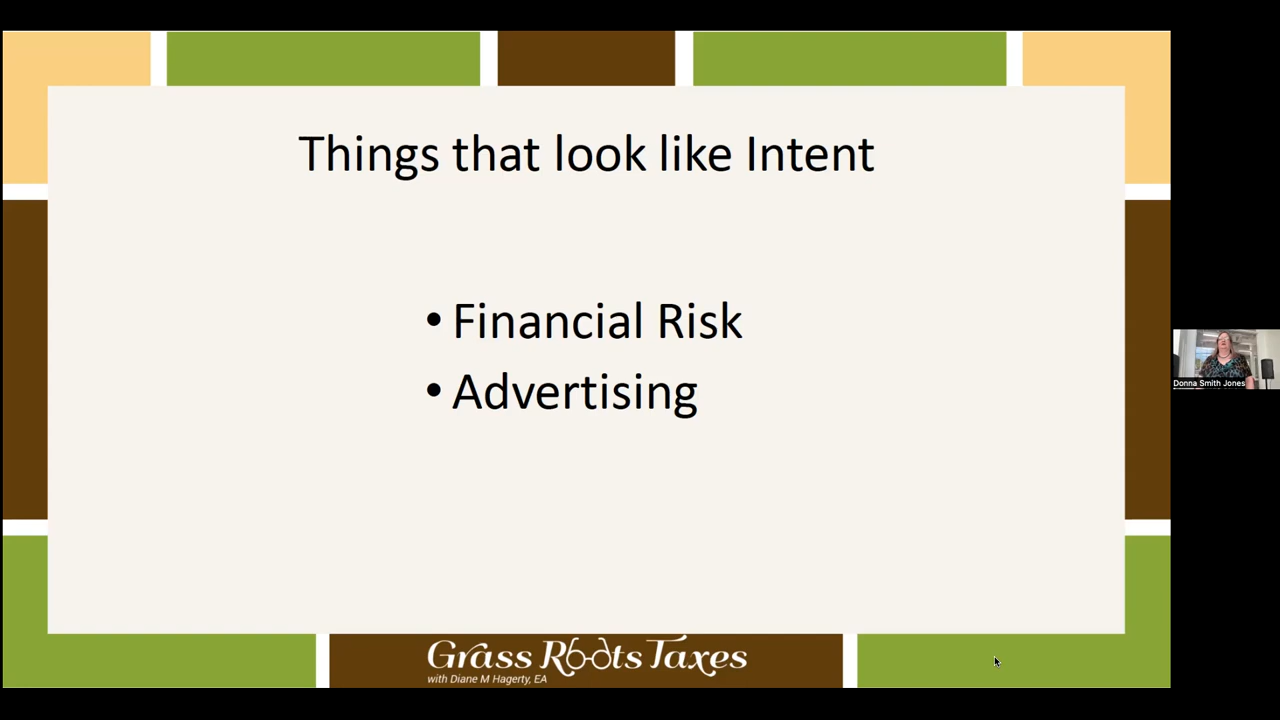 Things that look like Intent
• Financial Risk
• Advertising
Donna Smith Jones
Grass Roots Taxes
with Diane M Hagerty, EA